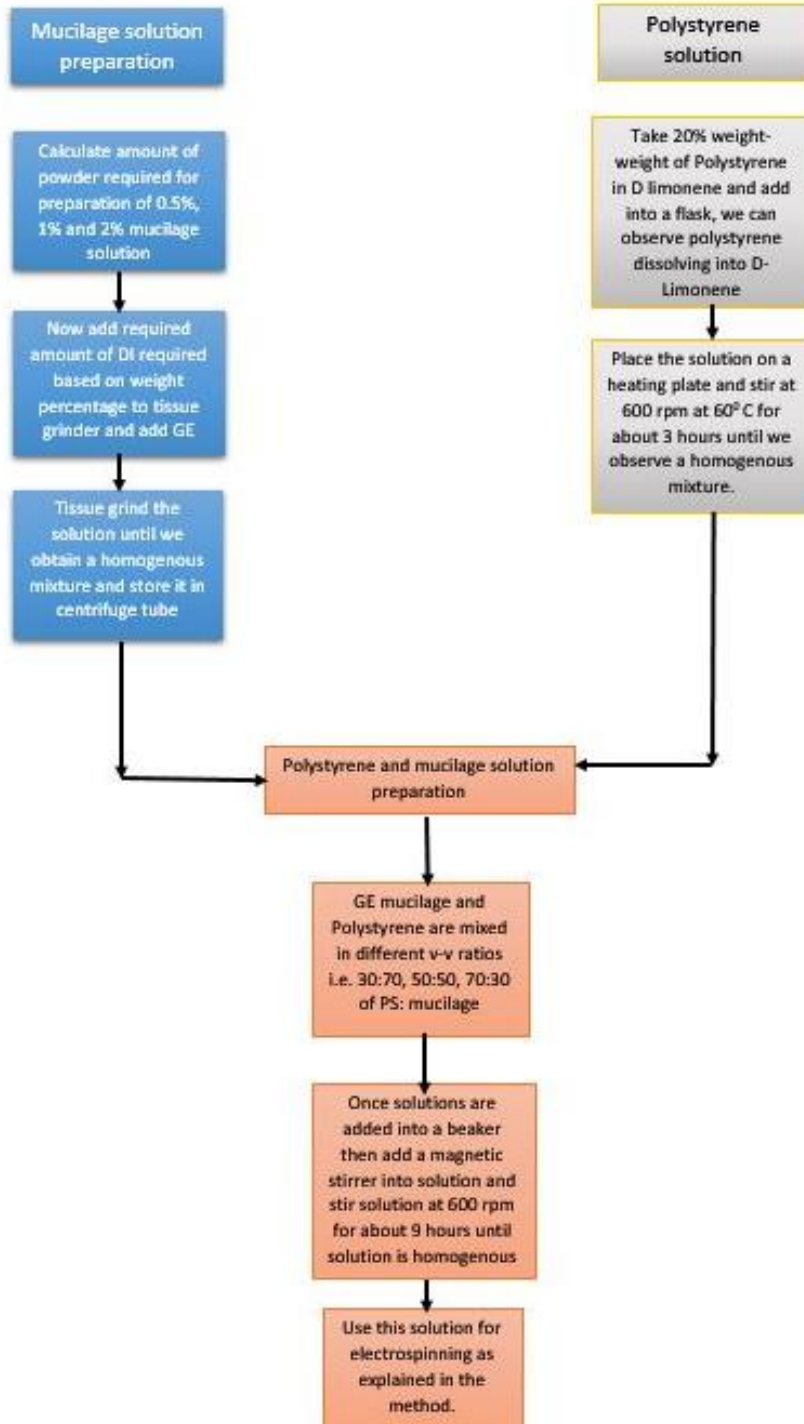 Mucilage solution
preparation
Calculate amount of
powder required for
preparation of 0.5%,
1% and 2% mucilage
solution
Now add required
amount of DI required
based on weight
percentage to tissue
grinder and add GE
Tissue grind the
solution until we
obtain a homogenous
mixture and store it in
centrifuge tube
Polystyrene
solution
Take 20% weight-
weight of Polystyrene
in D limonene and add
into a flask, we can
observe polystyrene
dissolving into D-
Limonene
Place the solution on a
heating plate and stir at
600 rpm at 60⁰ C for
about 3 hours until we
observe a homogenous
mixture.
Polystyrene and mucilage solution
preparation
GE mucilage and
Polystyrene are mixed
in different v-v ratios
i.e. 30:70, 50:50, 70:30
of PS: mucilage
Once solutions are
added into a beaker
then add a magnetic
stirrer into solution and
stir solution at 600 rpm
for about 9 hours until
solution is homogenous
Use this solution for
electrospinning as
explained in the
method.